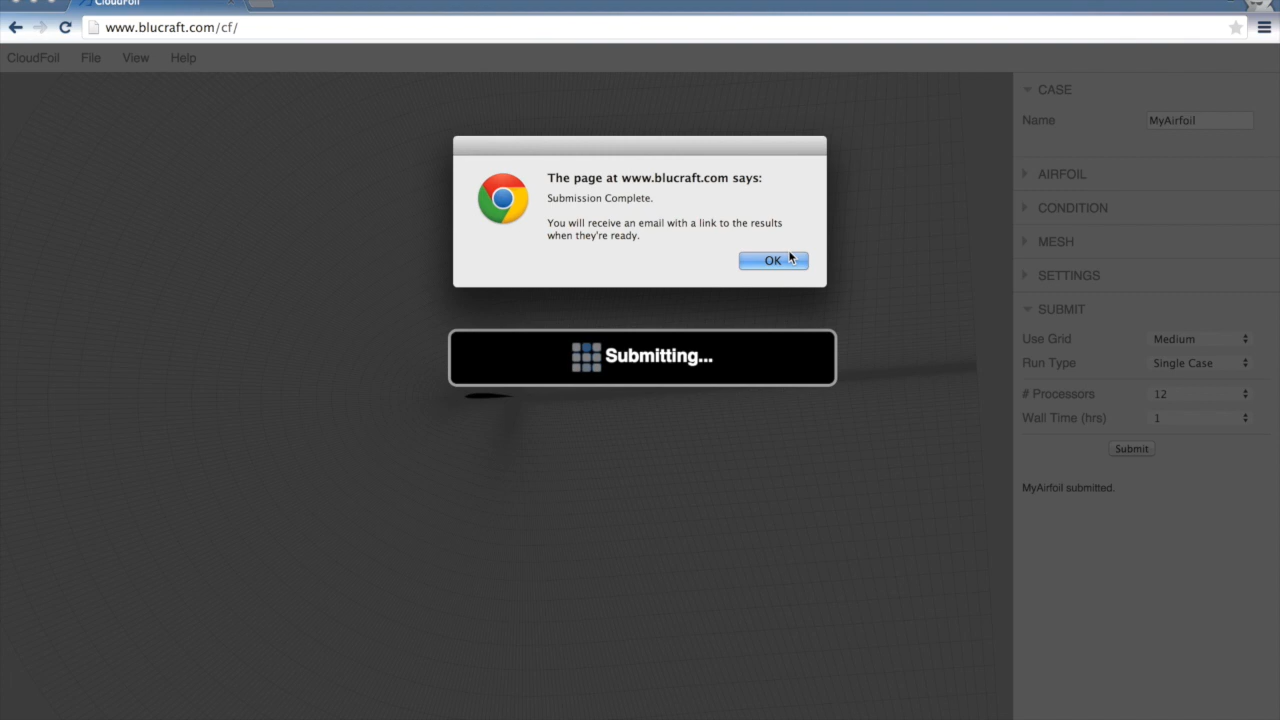 CloudFoil
www.blucraft.com/cf/
CloudFoil File View Help
The page at www.blucraft.com says:
Submission Complete.
You will receive an email with a link to the results
when they're ready.
OK
Submitting...
CASE
Name MyAirfoil
AIRFOIL
CONDITION
MESH
SETTINGS
SUBMIT
Use Grid Medium
Run Type Single Case
# Processors 12
Wall Time (hrs) 1
Submit
MyAirfoil submitted.